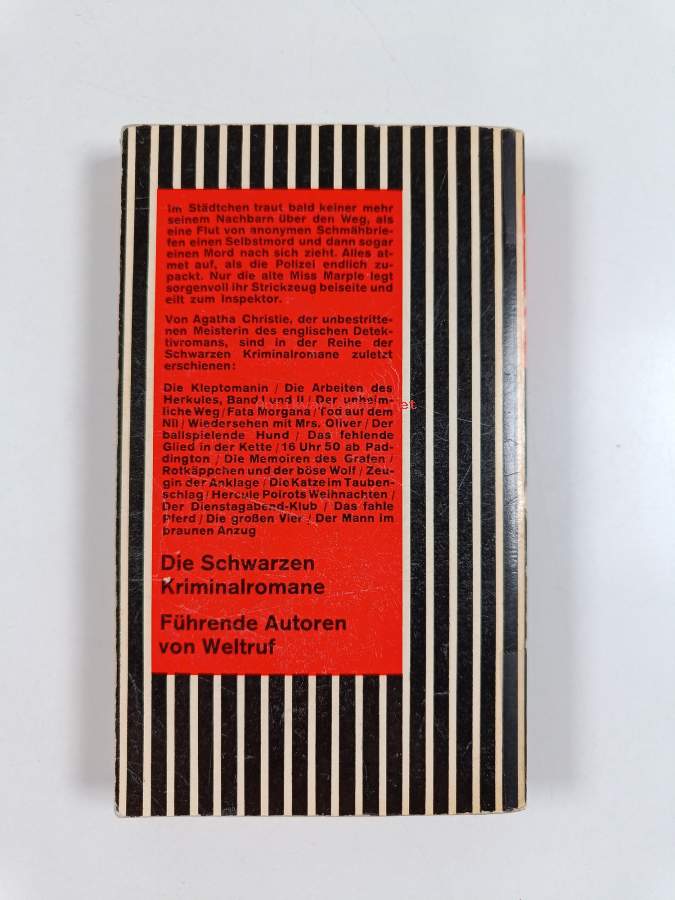 Im Städtchen traut bald keiner mehr
seinem Nachbarn über den Weg, als
eine Flut von anonymen Schmähbrie-
fen einen Selbstmord und dann sogar
einen Mord nach sich zieht. Alles at-
met auf, als die Polizei endlich zu-
packt. Nur die alte Miss Marple legt
sorgenvoll ihr Strickzeug beiseite und
eilt zum Inspektor.
Von Agatha Christie, der unbestritte-
nen Meisterin des englischen Detek-
tivromans, sind in der Reihe der
Schwarzen Kriminalromane zuletzt
erschienen:
Die Kleptomanin / Die Arbeiten des
Herkules, Band I und II / Der unheim-
liche Weg / Fata Morgana / Tod auf dem
Nil / Wiedersehen mit Mrs. Oliver / Der
ballspielende Hund / Das fehlende
Glied in der Kette / 16 Uhr 50 ab Pad-
dington / Die Memoiren des Grafen /
Rotkäppchen und der böse Wolf / Zeu-
gin der Anklage / Die Katze im Tauben-
schlag / Hercule Poirots Weihnachten /
Der Dienstagabend-Klub / Das fahle
Pferd / Die großen Vier / Der Mann im
braunen Anzug
Die Schwarzen
Kriminalromane
Führende Autoren
von Weltruf